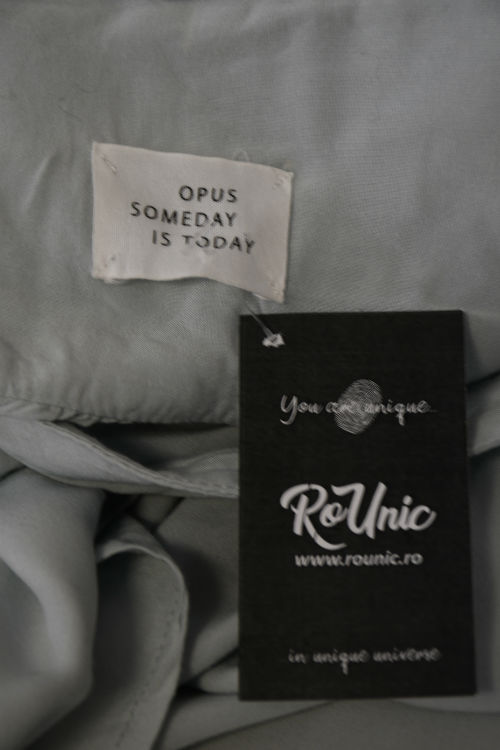 OPUS
SOMEDAY
IS TODAY
You are unique...
RoUnic
www.rounic.ro
in unique universe